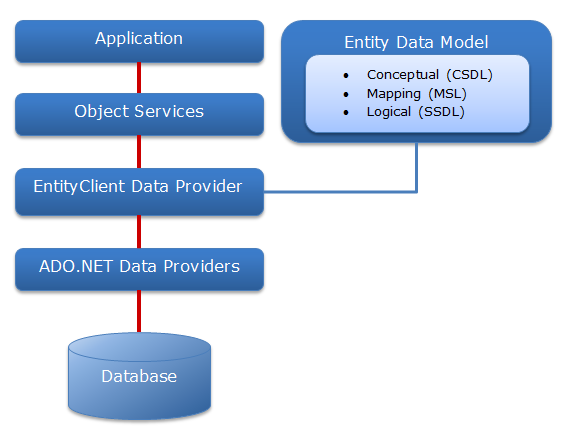 Application
Object Services
EntityClient Data Provider
ADO.NET Data Providers
Database
Entity Data Model
• Conceptual (CSDL)
• Mapping (MSL)
• Logical (SSDL)